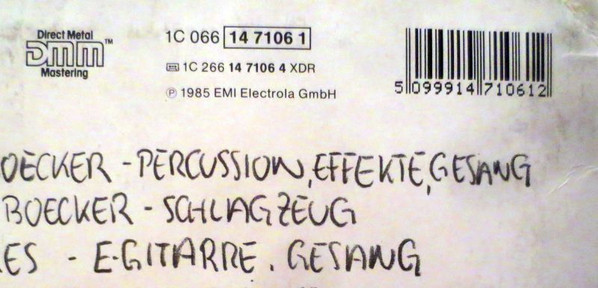 Direct Metal
DMM™
Mastering
1C 066 14 7106 1
1C 266 14 7106 4 XDR
℗ 1985 EMI Electrola GmbH
5 099914 710612
OECKER - PERCUSSION, EFFEKTE, GESANG
BOECKER - SCHLAGZEUG
ES - E-GITARRE, GESANG